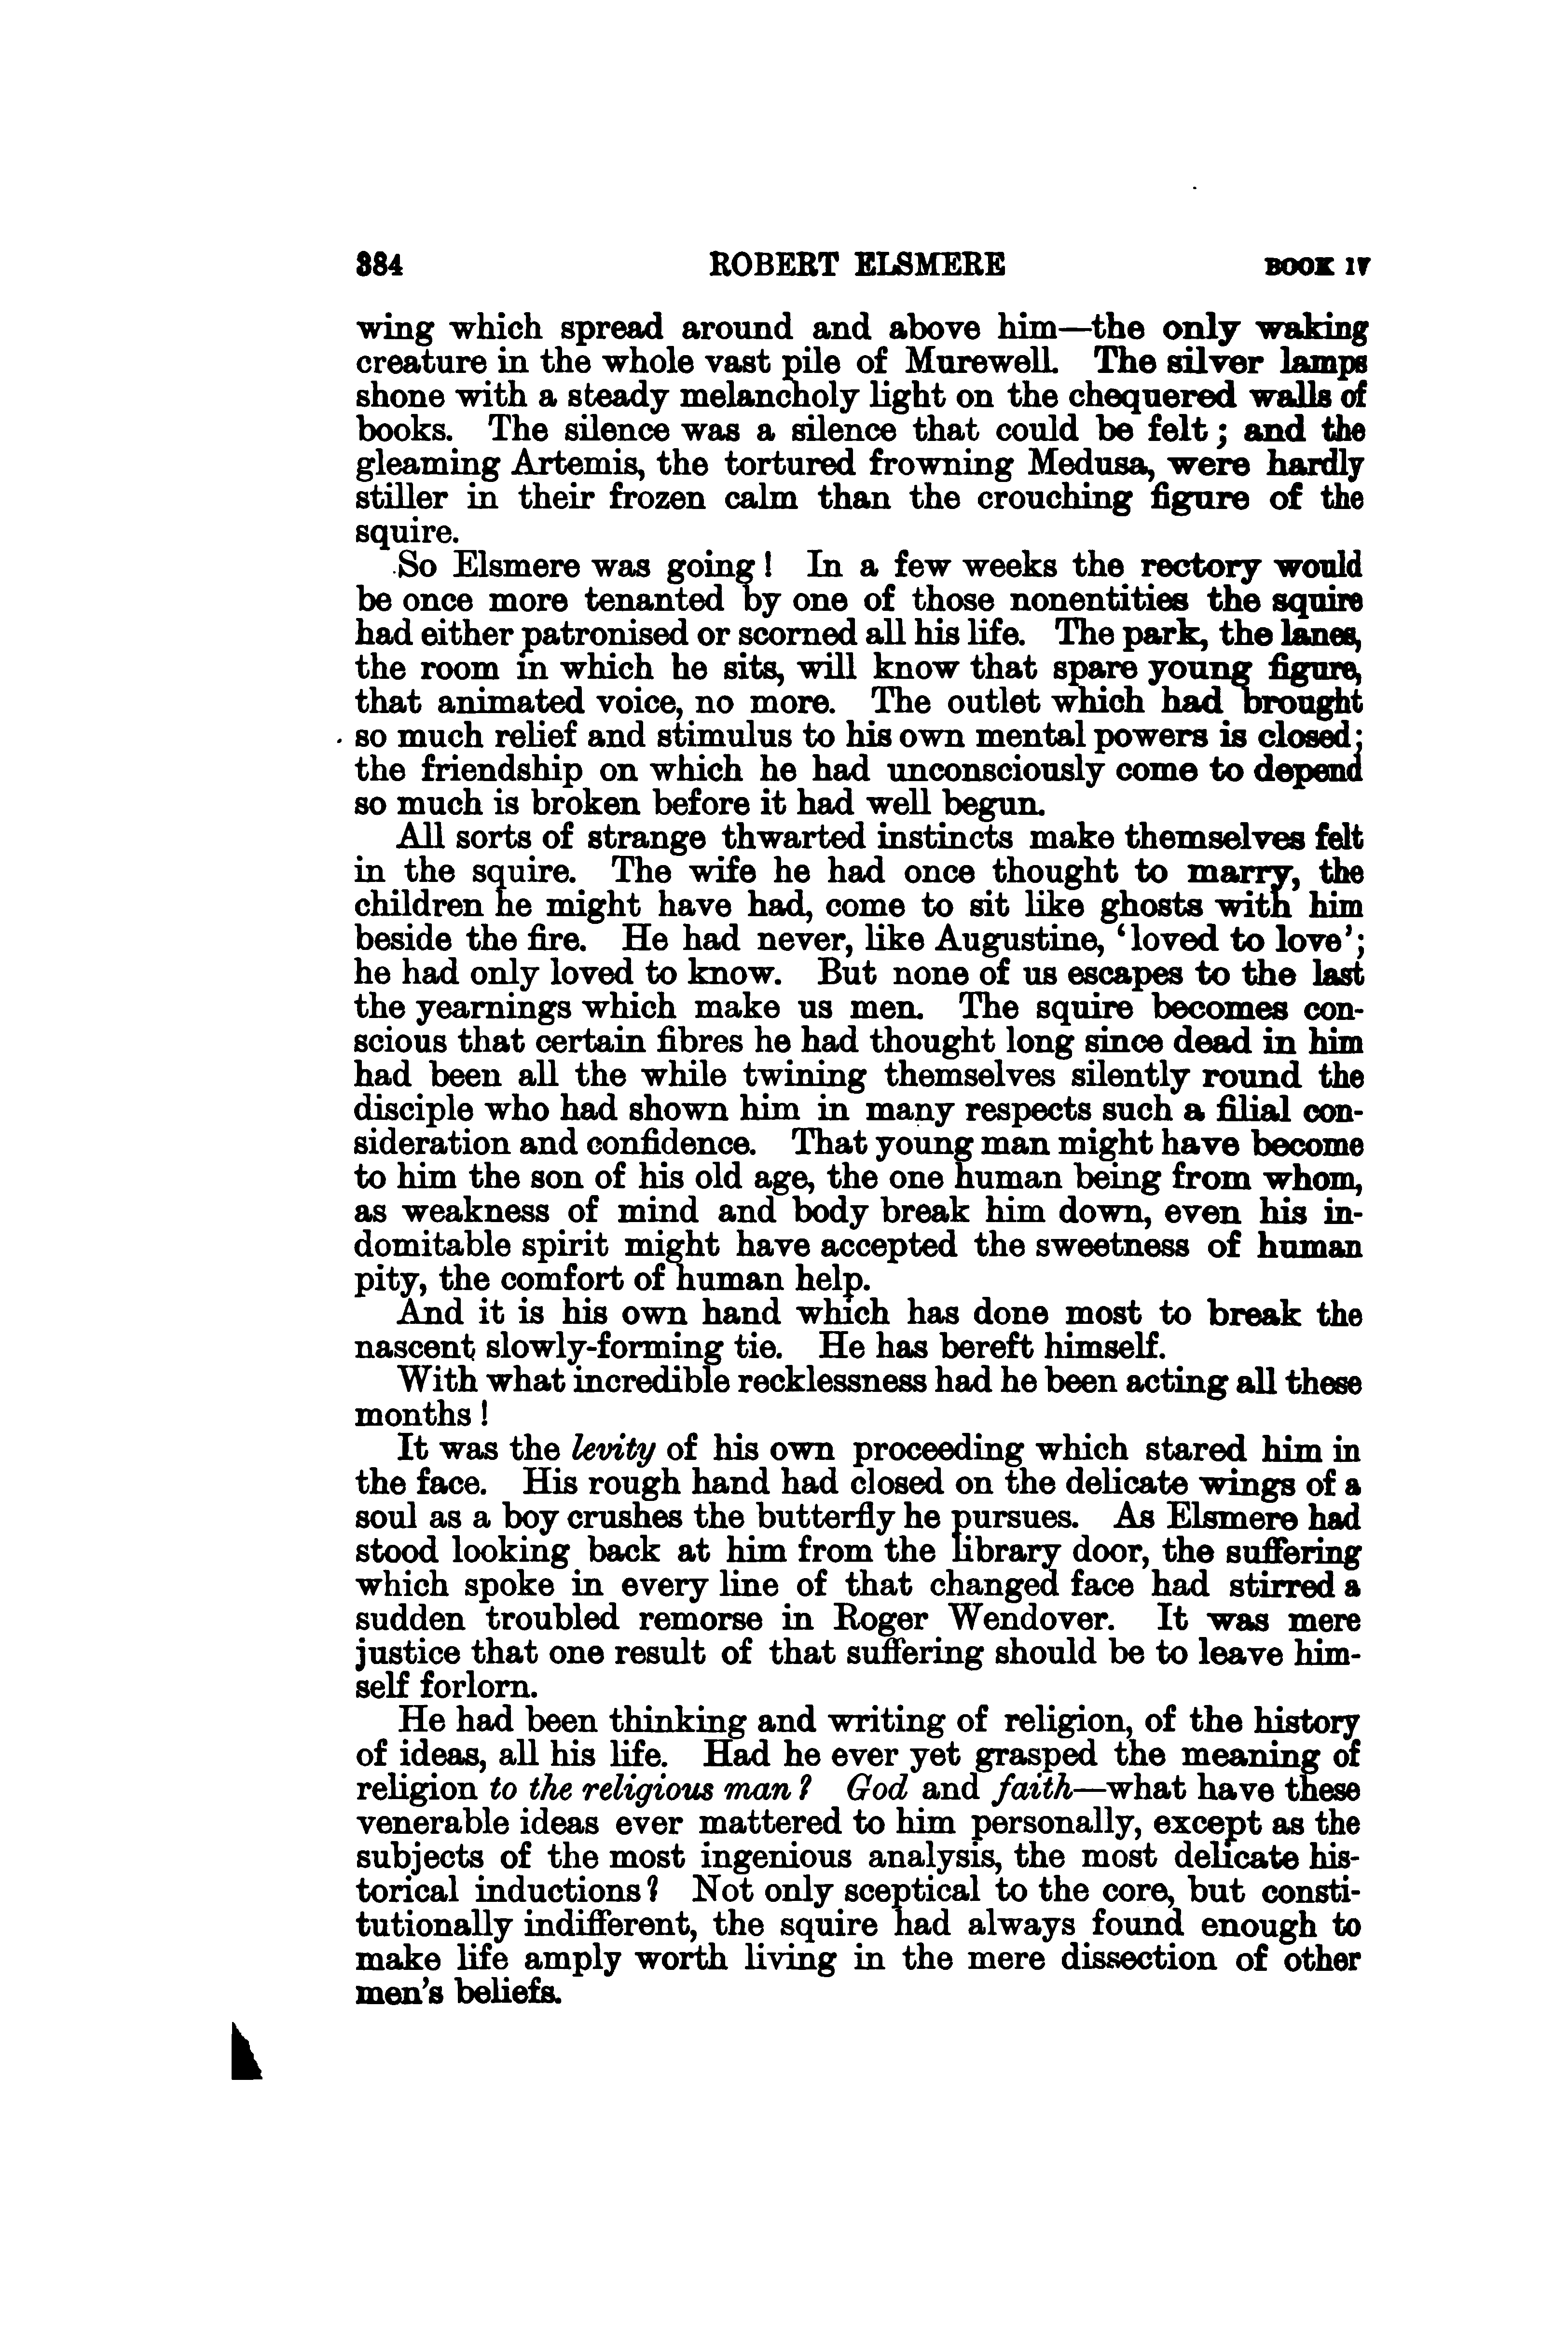 384 ROBERT ELSMERE BOOK IV
wing which spread around and above him—the only waking
creature in the whole vast pile of Murewell. The silver lamps
shone with a steady melancholy light on the chequered walls of
books. The silence was a silence that could be felt; and the
gleaming Artemis, the tortured frowning Medusa, were hardly
stiller in their frozen calm than the crouching figure of the
squire.
So Elsmere was going! In a few weeks the rectory would
be once more tenanted by one of those nonentities the squire
had either patronised or scorned all his life. The park, the lanes,
the room in which he sits, will know that spare young figure,
that animated voice, no more. The outlet which had brought
so much relief and stimulus to his own mental powers is closed;
the friendship on which he had unconsciously come to depend
so much is broken before it had well begun.
All sorts of strange thwarted instincts make themselves felt
in the squire. The wife he had once thought to marry, the
children he might have had, come to sit like ghosts with him
beside the fire. He had never, like Augustine, ‘loved to love’;
he had only loved to know. But none of us escapes to the last
the yearnings which make us men. The squire becomes con-
scious that certain fibres he had thought long since dead in him
had been all the while twining themselves silently round the
disciple who had shown him in many respects such a filial con-
sideration and confidence. That young man might have become
to him the son of his old age, the one human being from whom,
as weakness of mind and body break him down, even his in-
domitable spirit might have accepted the sweetness of human
pity, the comfort of human help.
And it is his own hand which has done most to break the
nascent, slowly-forming tie. He has bereft himself.
With what incredible recklessness had he been acting all these
months!
It was the levity of his own proceeding which stared him in
the face. His rough hand had closed on the delicate wings of a
soul as a boy crushes the butterfly he pursues. As Elsmere had
stood looking back at him from the library door, the suffering
which spoke in every line of that changed face had stirred a
sudden troubled remorse in Roger Wendover. It was mere
justice that one result of that suffering should be to leave him-
self forlorn.
He had been thinking and writing of religion, of the history
of ideas, all his life. Had he ever yet grasped the meaning of
religion to the religious man? God and faith—what have these
venerable ideas ever mattered to him personally, except as the
subjects of the most ingenious analysis, the most delicate his-
torical inductions? Not only sceptical to the core, but consti-
tutionally indifferent, the squire had always found enough to
make life amply worth living in the mere dissection of other
men's beliefs.